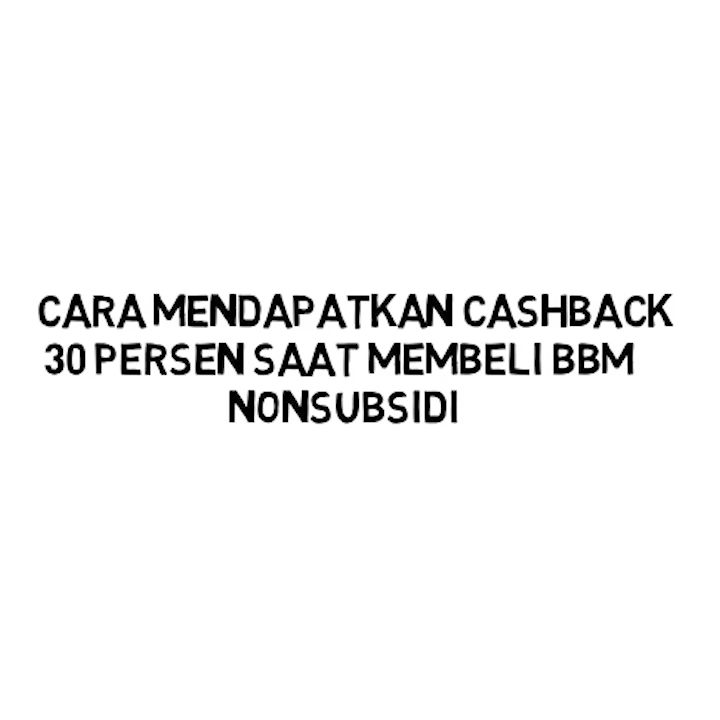 CARA MENDAPATKAN CASHBACK
30 PERSEN SAAT MEMBELI BBM
NONSUBSIDI